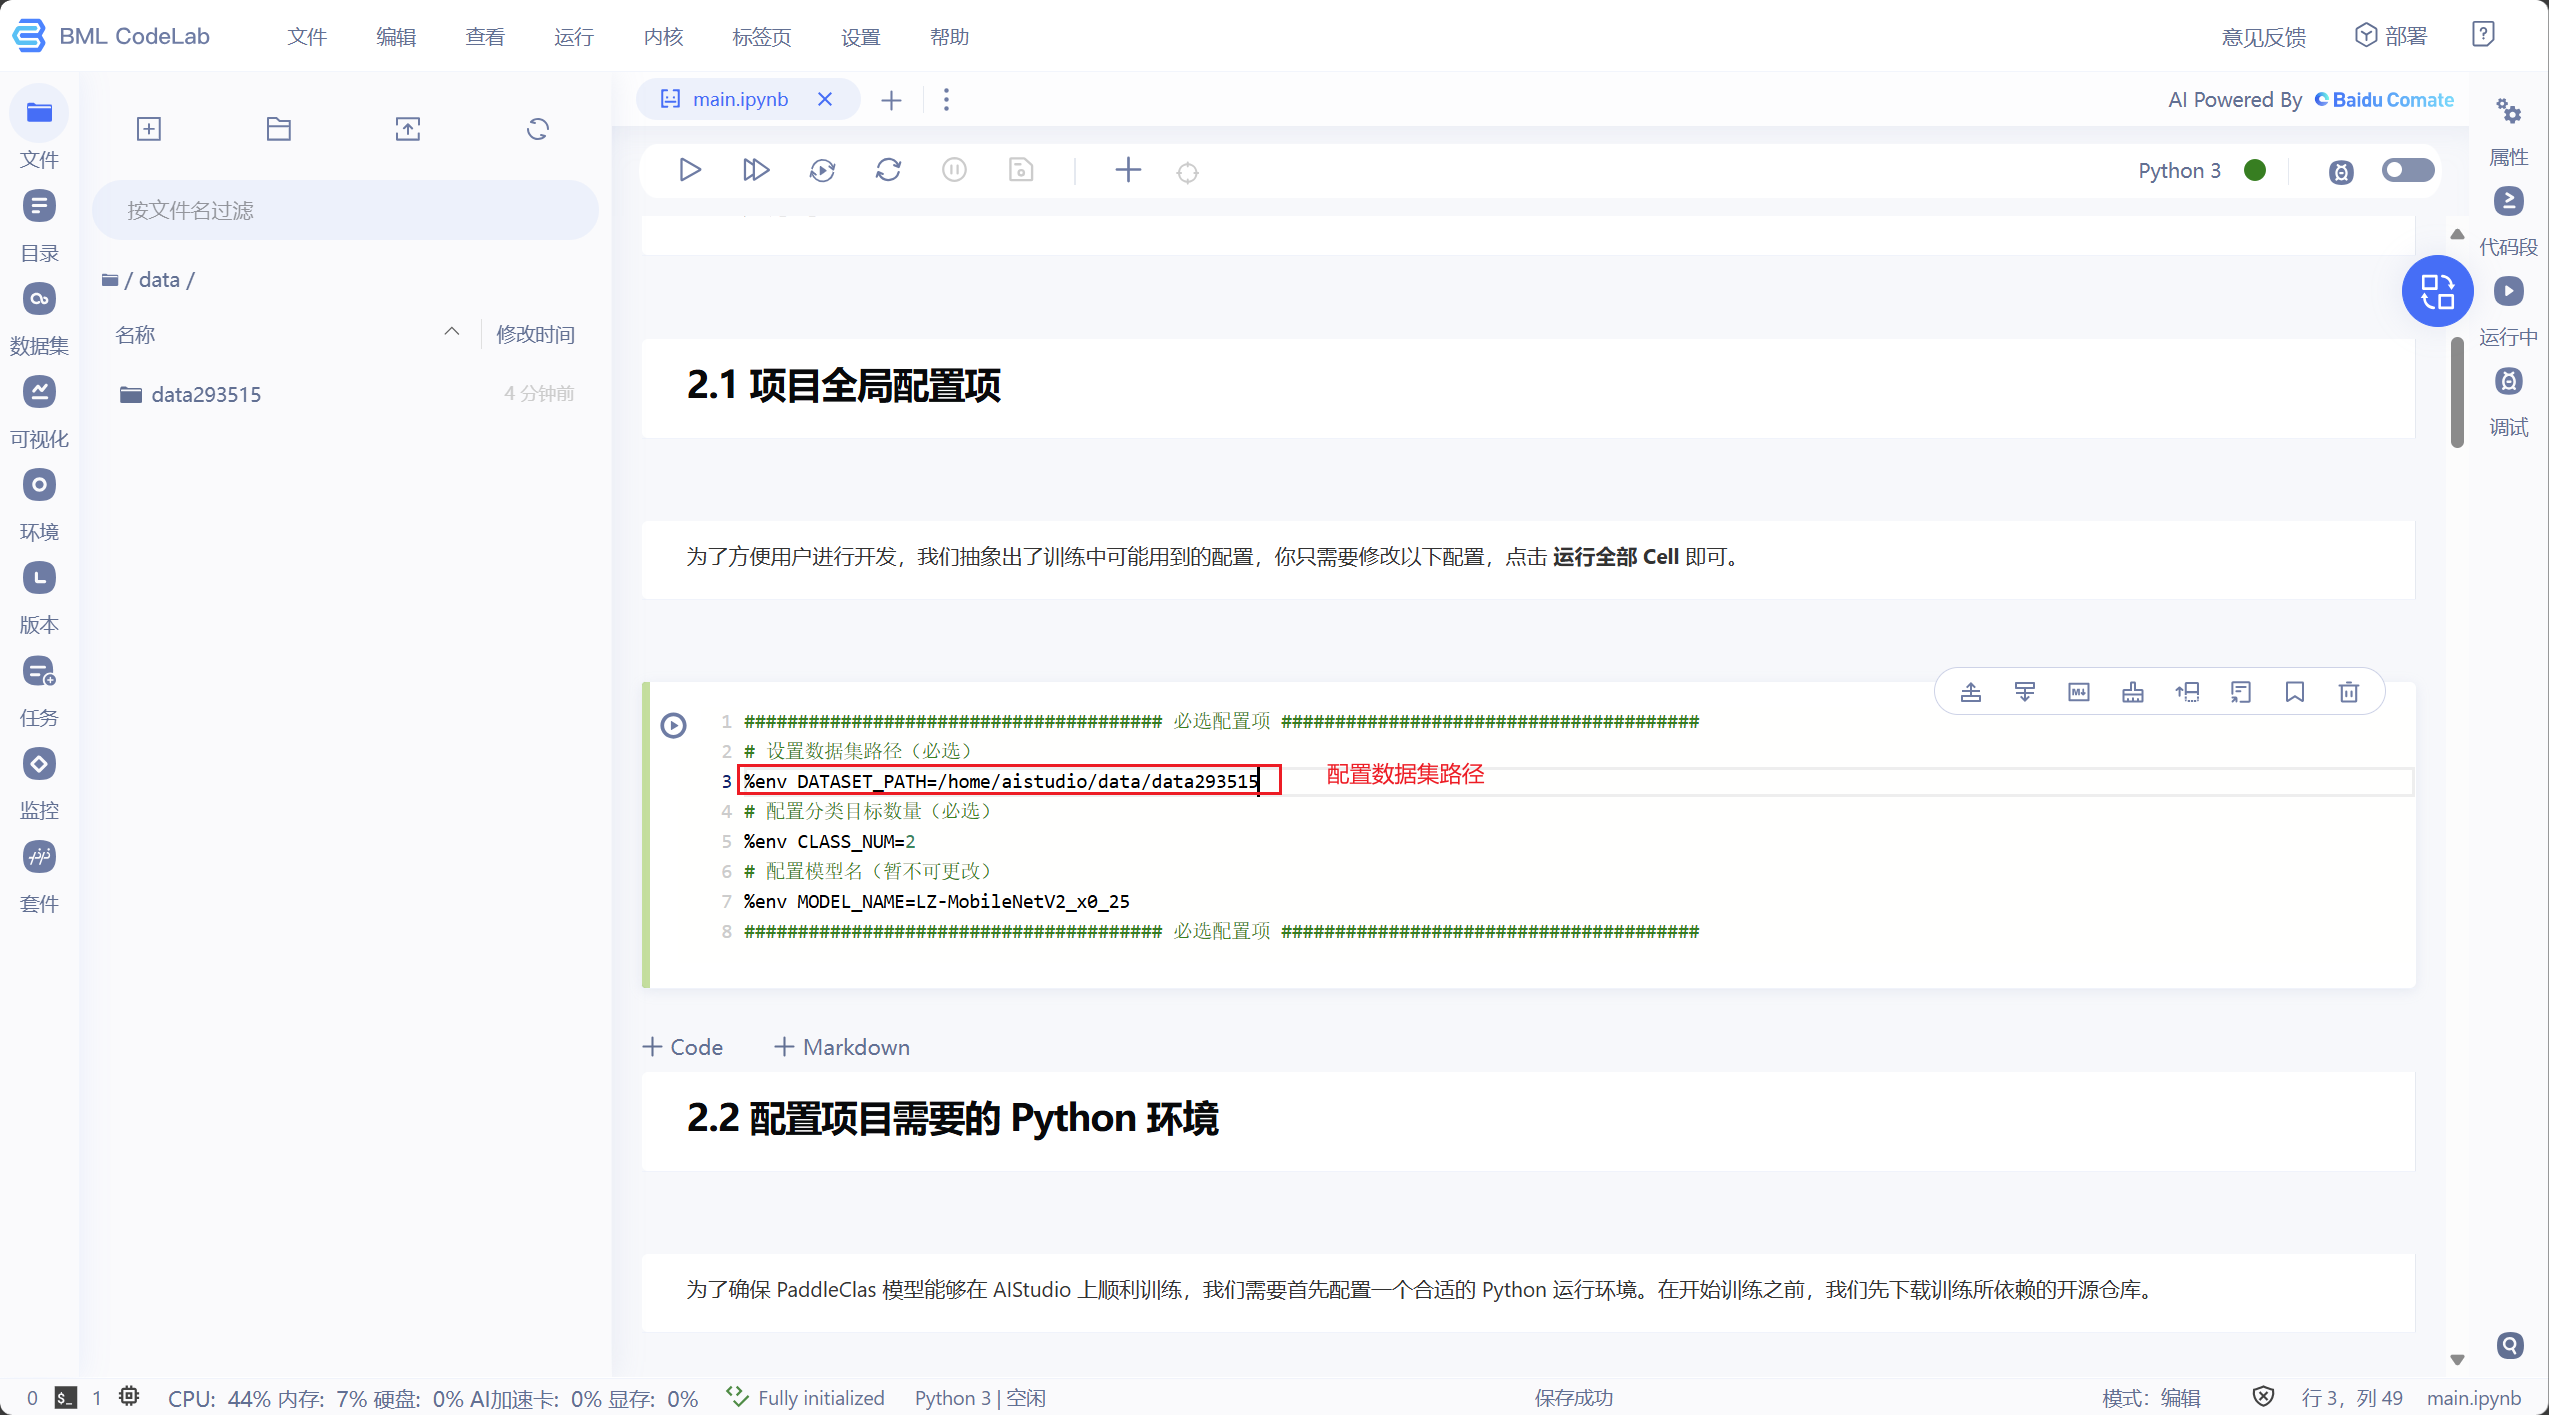 BML CodeLab 文件 编辑 查看 运行 内核 标签页 设置 帮助 意见反馈 部署
main.ipynb AI Powered By Baidu Comate
文件
目录
数据集
可视化
环境
版本
任务
监控
套件
按文件名过滤
/ data /
名称 修改时间
data293515 4 分钟前
Python 3
属性
代码段
运行中
调试
2.1 项目全局配置项
为了方便用户进行开发，我们抽象出了训练中可能用到的配置，你只需要修改以下配置，点击 运行全部 Cell 即可。
1 ####################################### 必选配置项 #######################################
2 # 设置数据集路径（必选）
3 %env DATASET_PATH=/home/aistudio/data/data293515 配置数据集路径
4 # 配置分类目标数量（必选）
5 %env CLASS_NUM=2
6 # 配置模型名（暂不可更改）
7 %env MODEL_NAME=LZ-MobileNetV2_x0_25
8 ####################################### 必选配置项 #######################################
Code Markdown
2.2 配置项目需要的 Python 环境
为了确保 PaddleClas 模型能够在 AIStudio 上顺利训练，我们需要首先配置一个合适的 Python 运行环境。在开始训练之前，我们先下载训练所依赖的开源仓库。
0 1 CPU: 44% 内存: 7% 硬盘: 0% AI加速卡: 0% 显存: 0% Fully initialized Python 3 | 空闲 保存成功 模式: 编辑 行 3，列 49 main.ipynb